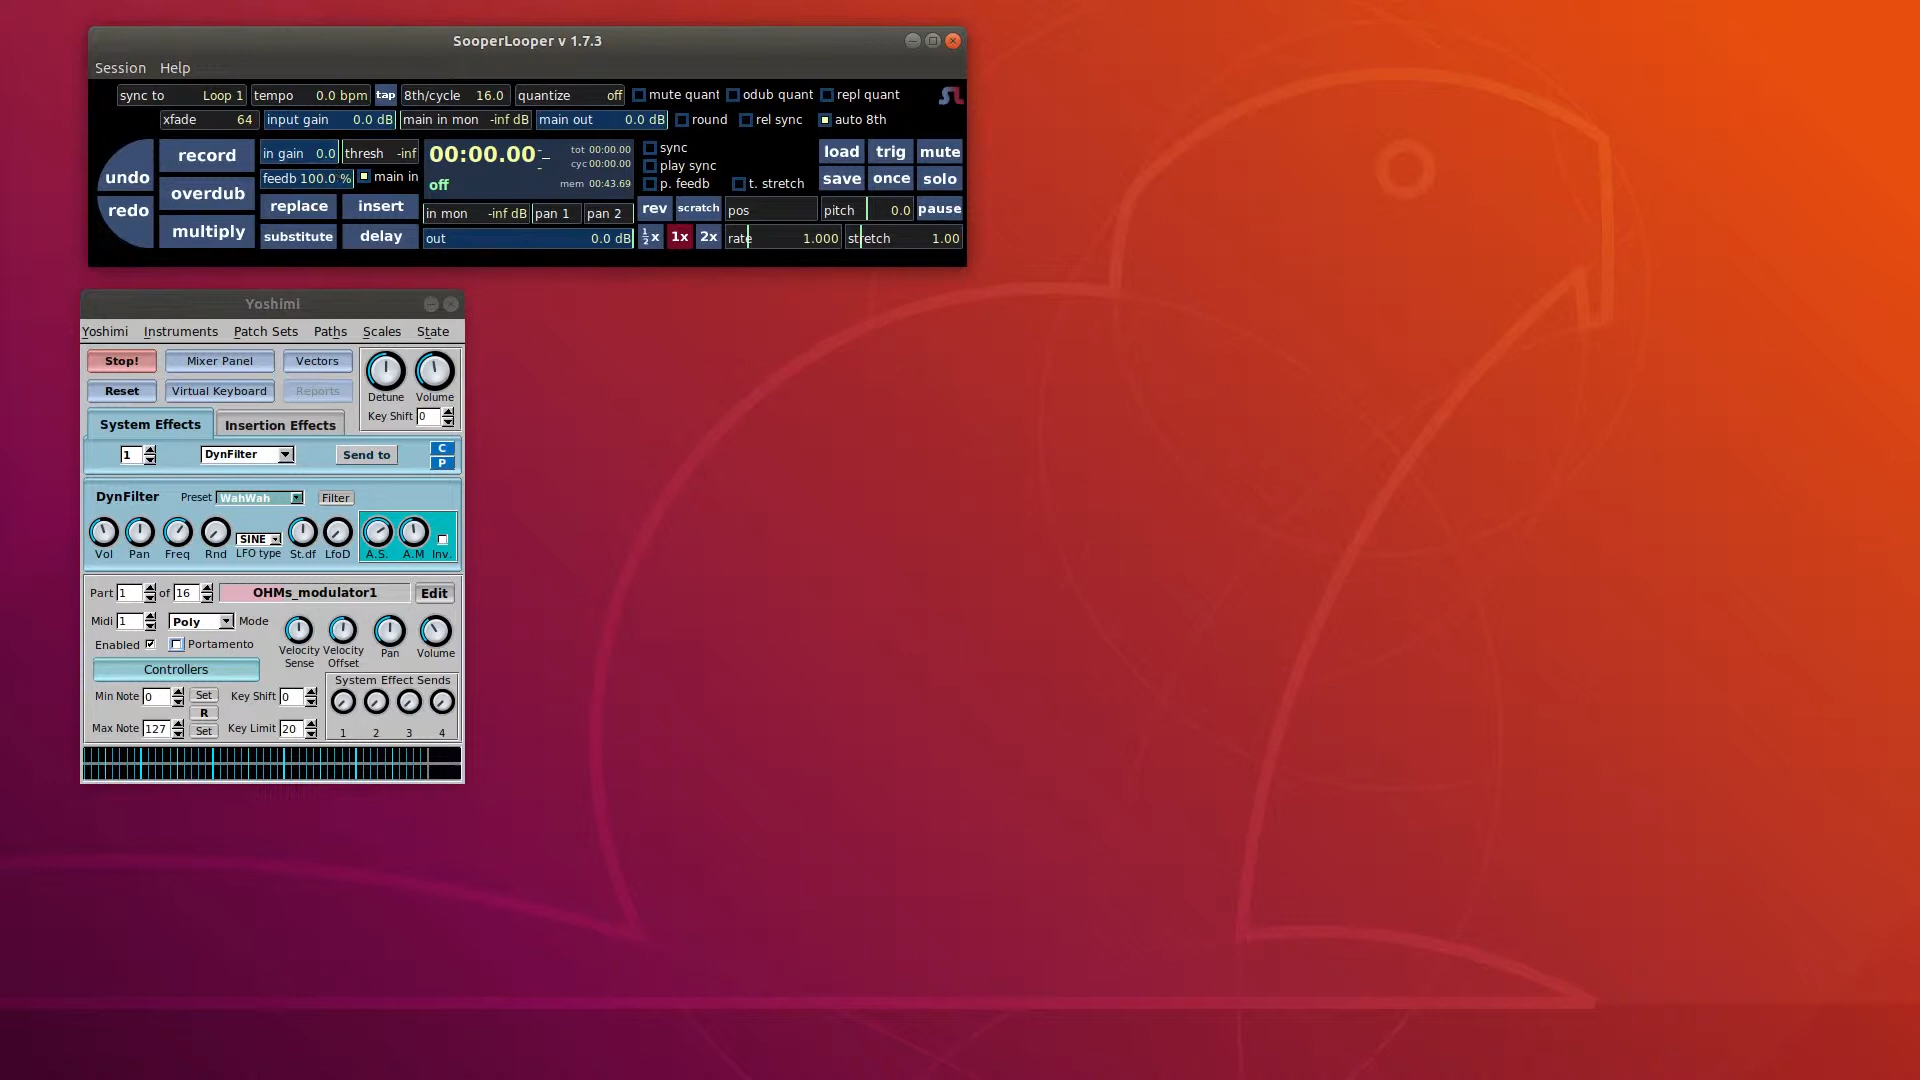 SooperLooper v 1.7.3
Session Help
sync to Loop 1 tempo 0.0 bpm tap 8th/cycle 16.0 quantize off mute quant odub quant repl quant
xfade 64 input gain 0.0 dB main in mon -inf dB main out 0.0 dB round rel sync auto 8th
undo record in gain 0.0 thresh -inf 00:00.00 tot 00:00.00 sync load trig mute
cyc 00:00.00 play sync
redo overdub feedb 100.0 % main in off mem 00:43.69 p. feedb t. stretch save once solo
replace insert in mon -inf dB pan 1 pan 2 rev scratch pos pitch 0.0 pause
multiply substitute delay out 0.0 dB ½x 1x 2x rate 1.000 stretch 1.00
Yoshimi
Yoshimi Instruments Patch Sets Paths Scales State
Stop! Mixer Panel Vectors
Reset Virtual Keyboard Reports Detune Volume
Key Shift 0
System Effects Insertion Effects
1 DynFilter Send to C
P
DynFilter Preset WahWah Filter
SINE
Vol Pan Freq Rnd LFO type St.df LfoD A.S. A.M Inv.
Part 1 of 16 OHMs_modulator1 Edit
Midi 1 Poly Mode
Enabled Portamento Velocity Sense Velocity Offset Pan Volume
Controllers
System Effect Sends
Min Note 0 Set Key Shift 0
R
Max Note 127 Set Key Limit 20 1 2 3 4